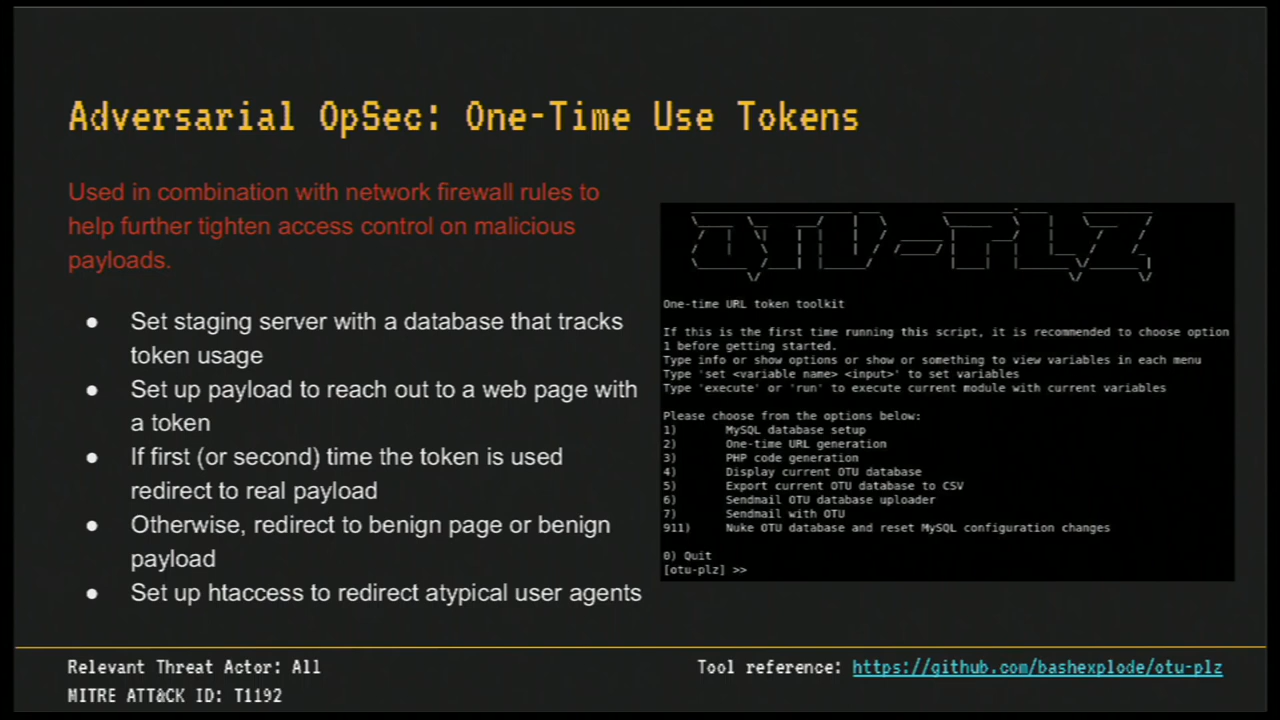 Adversarial OpSec: One-Time Use Tokens
Used in combination with network firewall rules to
help further tighten access control on malicious
payloads.
● Set staging server with a database that tracks
token usage
● Set up payload to reach out to a web page with
a token
● If first (or second) time the token is used
redirect to real payload
● Otherwise, redirect to benign page or benign
payload
● Set up htaccess to redirect atypical user agents
OTU-PLZ
One-time URL token toolkit
If this is the first time running this script, it is recommended to choose option
1 before getting started.
Type info or show options or show or something to view variables in each menu
Type 'set <variable name> <input>' to set variables
Type 'execute' or 'run' to execute current module with current variables
Please choose from the options below:
1) MySQL database setup
2) One-time URL generation
3) PHP code generation
4) Display current OTU database
5) Export current OTU database to CSV
6) Sendmail OTU database uploader
7) Sendmail with OTU
911) Nuke OTU database and reset MySQL configuration changes
0) Quit
[otu-plz] >>
Relevant Threat Actor: All
MITRE ATT&CK ID: T1192
Tool reference: https://github.com/bashexplode/otu-plz